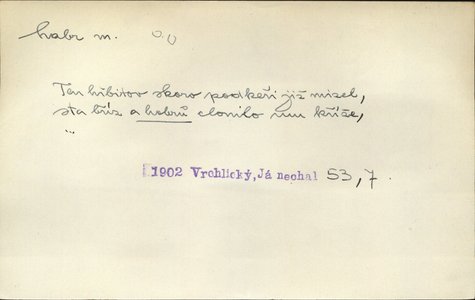 habr m.
Ten hřbitov skoro pod keři již mizel,
sta bříz a habrů clonilo mu kříže,
...
1902 Vrchlický, Já nechal 53,7.